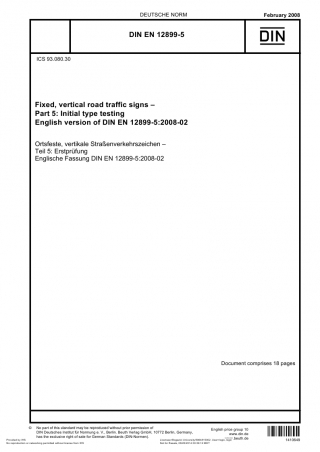 DEUTSCHE NORM
February 2008
DIN EN 12899-5
DIN
ICS 93.080.30
Fixed, vertical road traffic signs –
Part 5: Initial type testing
English version of DIN EN 12899-5:2008-02
Ortsfeste, vertikale Straßenverkehrszeichen –
Teil 5: Erstprüfung
Englische Fassung DIN EN 12899-5:2008-02
Document comprises 18 pages
© No part of this standard may be reproduced without prior permission of
DIN Deutsches Institut für Normung e. V., Berlin. Beuth Verlag GmbH, 10772 Berlin, Germany,
has the exclusive right of sale for German Standards (DIN-Normen).
English price group 10
www.din.de
www.beuth.de